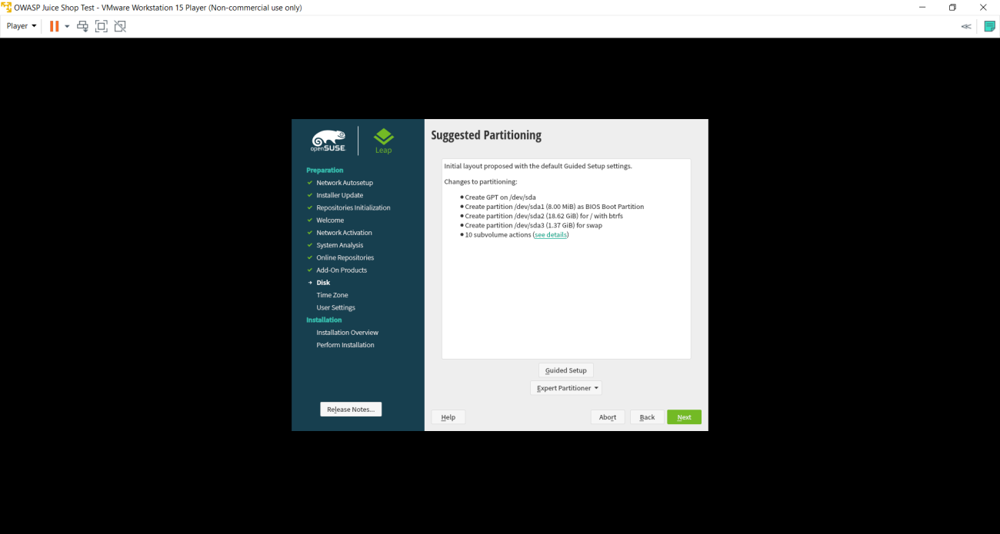 OWASP Juice Shop Test - VMware Workstation 15 Player (Non-commercial use only)
Player
openSUSE
Leap
Preparation
Network Autosetup
Installer Update
Repositories Initialization
Welcome
Network Activation
System Analysis
Online Repositories
Add-On Products
Disk
Time Zone
User Settings
Installation
Installation Overview
Perform Installation
Release Notes...
Suggested Partitioning
Initial layout proposed with the default Guided Setup settings.
Changes to partitioning:
Create GPT on /dev/sda
Create partition /dev/sda1 (8.00 MiB) as BIOS Boot Partition
Create partition /dev/sda2 (18.62 GiB) for / with btrfs
Create partition /dev/sda3 (1.37 GiB) for swap
10 subvolume actions (see details)
Guided Setup
Expert Partitioner
Help
Abort
Back
Next